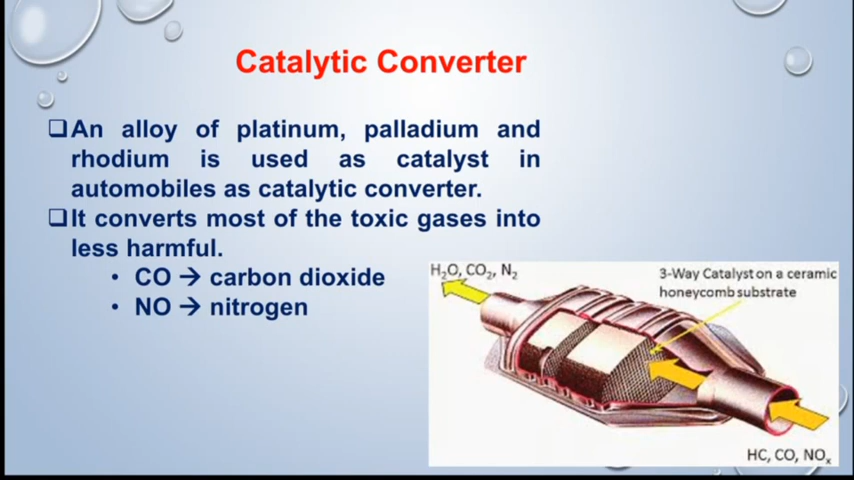 Catalytic Converter
❑An alloy of platinum, palladium and
rhodium is used as catalyst in
automobiles as catalytic converter.
❑It converts most of the toxic gases into
less harmful.
• CO → carbon dioxide
• NO → nitrogen
H₂O, CO₂, N₂
3-Way Catalyst on a ceramic
honeycomb substrate
HC, CO, NOₓ